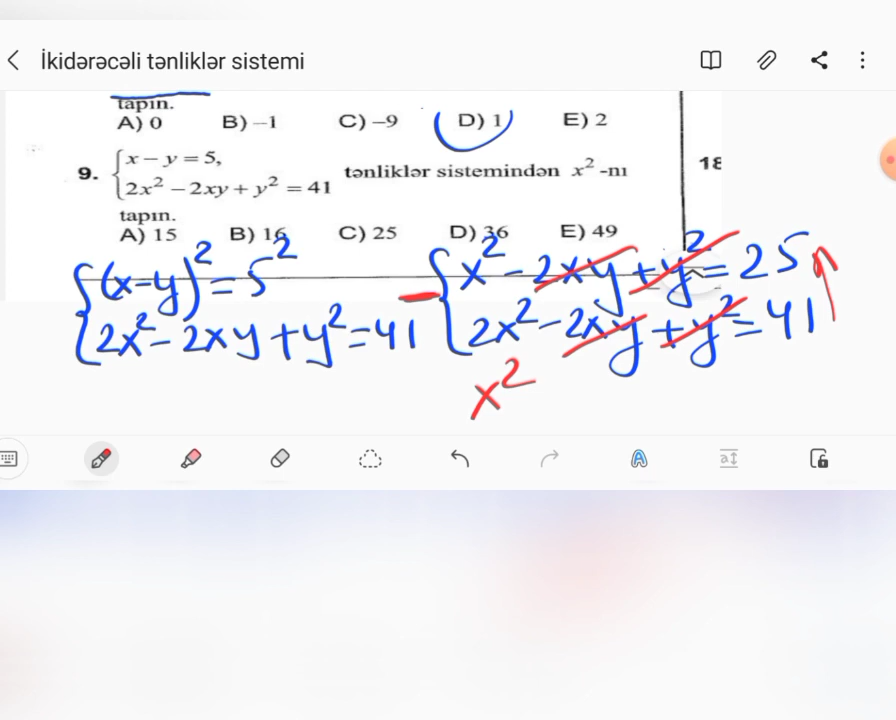 İkidərəcəli tənliklər sistemi
tapın.
A) 0 B) −1 C) −9 D) 1 E) 2
9. { x − y = 5,
2x² − 2xy + y² = 41 tənliklər sistemindən x² -nı
tapın.
A) 15 B) 16 C) 25 D) 36 E) 49
18
{ (x-y)² = 5²
2x² - 2xy + y² = 41
− { x² - 2xy + y² = 25
2x² - 2xy + y² = 41
x²
A
a